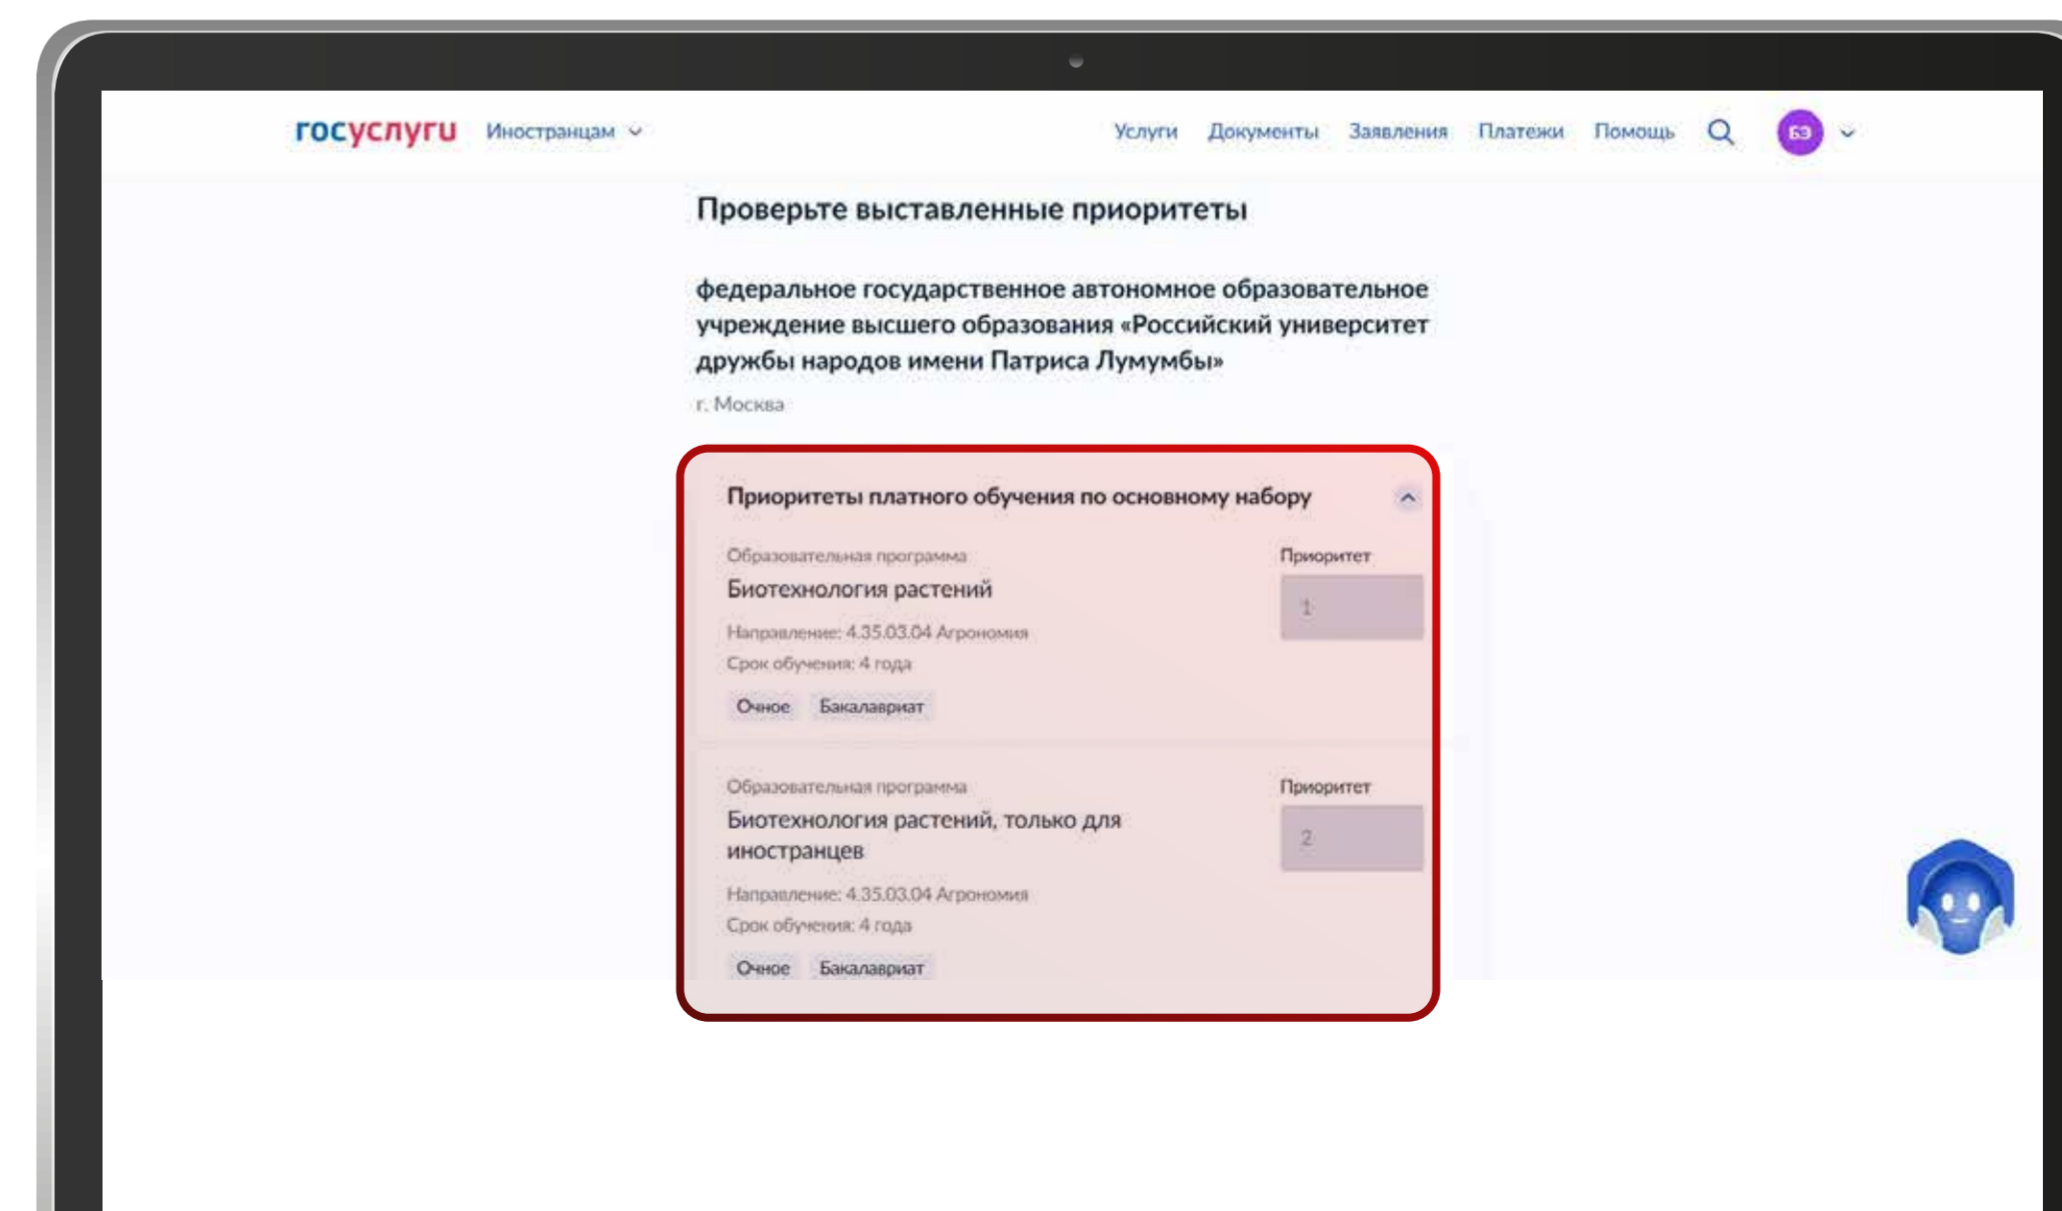 госуслуги Иностранцам Услуги Документы Заявления Платежи Помощь БЭ
Проверьте выставленные приоритеты
федеральное государственное автономное образовательное
учреждение высшего образования «Российский университет
дружбы народов имени Патриса Лумумбы»
г. Москва
Приоритеты платного обучения по основному набору
Образовательная программа Приоритет
Биотехнология растений
1
Направление: 4.35.03.04 Агрономия
Срок обучения: 4 года
Очное Бакалавриат
Образовательная программа Приоритет
Биотехнология растений, только для
2
иностранцев
Направление: 4.35.03.04 Агрономия
Срок обучения: 4 года
Очное Бакалавриат